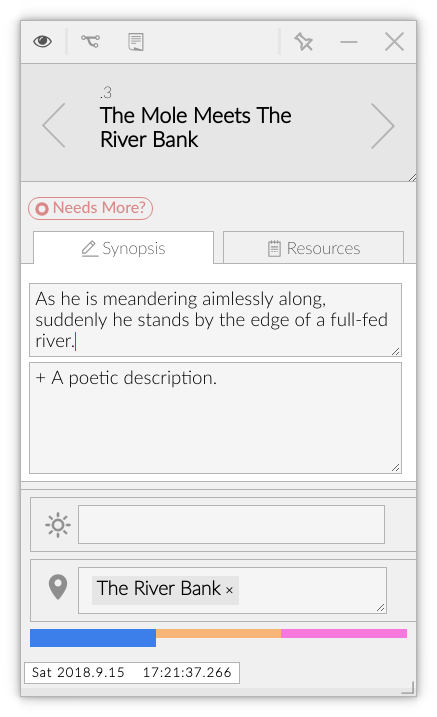 .3
The Mole Meets The
River Bank
Needs More?
Synopsis
Resources
As he is meandering aimlessly along,
suddenly he stands by the edge of a full-fed
river.
+ A poetic description.
The River Bank ×
Sat 2018.9.15 17:21:37.266